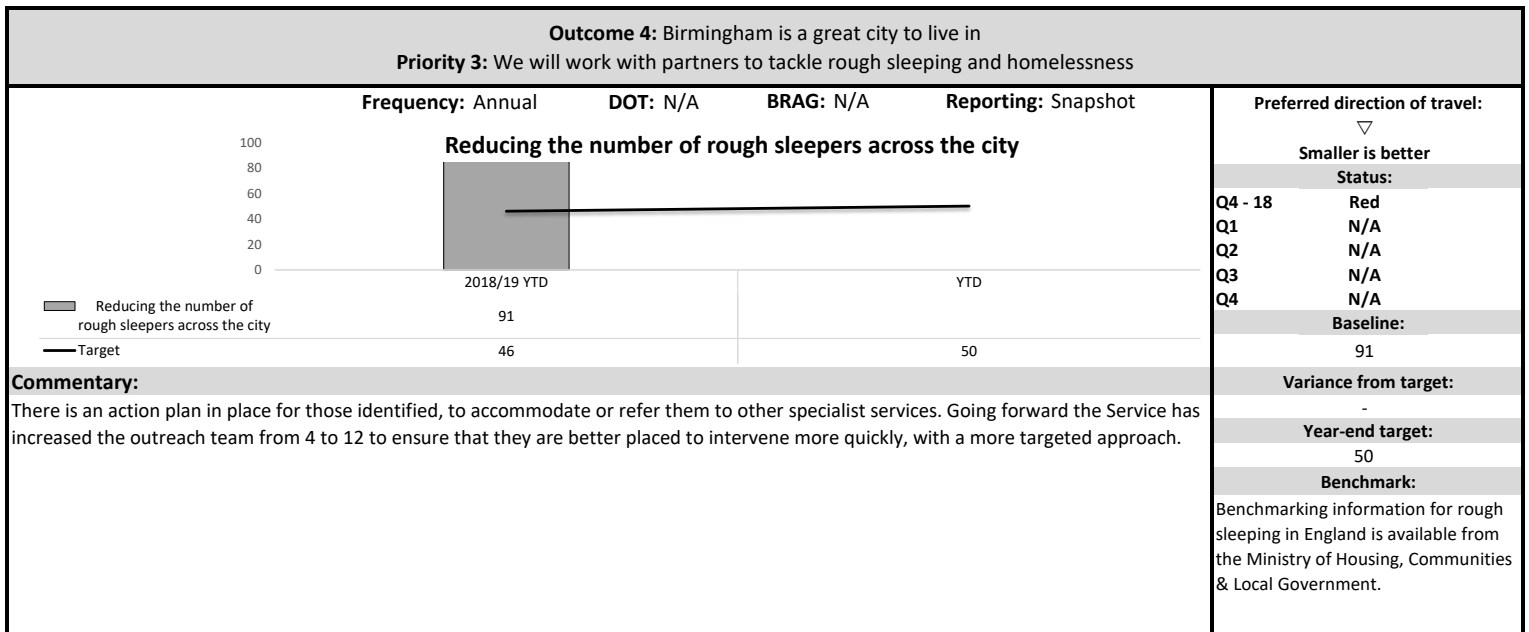 Outcome 4: Birmingham is a great city to live in
Priority 3: We will work with partners to tackle rough sleeping and homelessness
Frequency: Annual DOT: N/A BRAG: N/A Reporting: Snapshot
Reducing the number of rough sleepers across the city
100
80
60
40
20
0
2018/19 YTD YTD
Reducing the number of
rough sleepers across the city
91
Target 46 50
Commentary:
There is an action plan in place for those identified, to accommodate or refer them to other specialist services. Going forward the Service has
increased the outreach team from 4 to 12 to ensure that they are better placed to intervene more quickly, with a more targeted approach.
Preferred direction of travel:
▽
Smaller is better
Status:
Q4 - 18 Red
Q1 N/A
Q2 N/A
Q3 N/A
Q4 N/A
Baseline:
91
Variance from target:
-
Year-end target:
50
Benchmark:
Benchmarking information for rough
sleeping in England is available from
the Ministry of Housing, Communities
& Local Government.